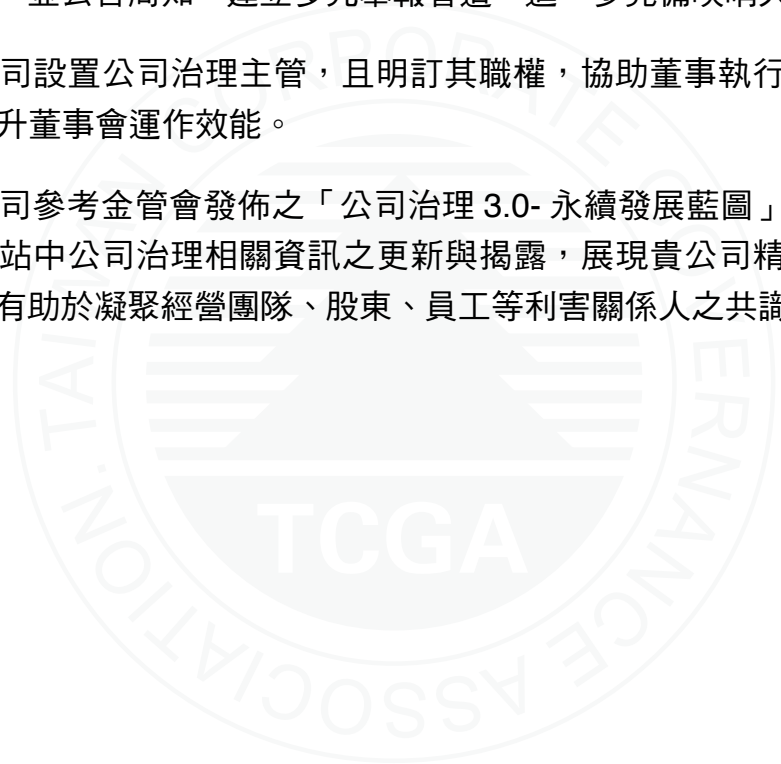 司設置公司治理主管，且明訂其職權，協助董事執行
升董事會運作效能。
司參考金管會發佈之「公司治理 3.0- 永續發展藍圖」
站中公司治理相關資訊之更新與揭露，展現貴公司精
有助於凝聚經營團隊、股東、員工等利害關係人之共識
TAIWAN CORPORATE GOVERNANCE ASSOCIATION.
TCGA